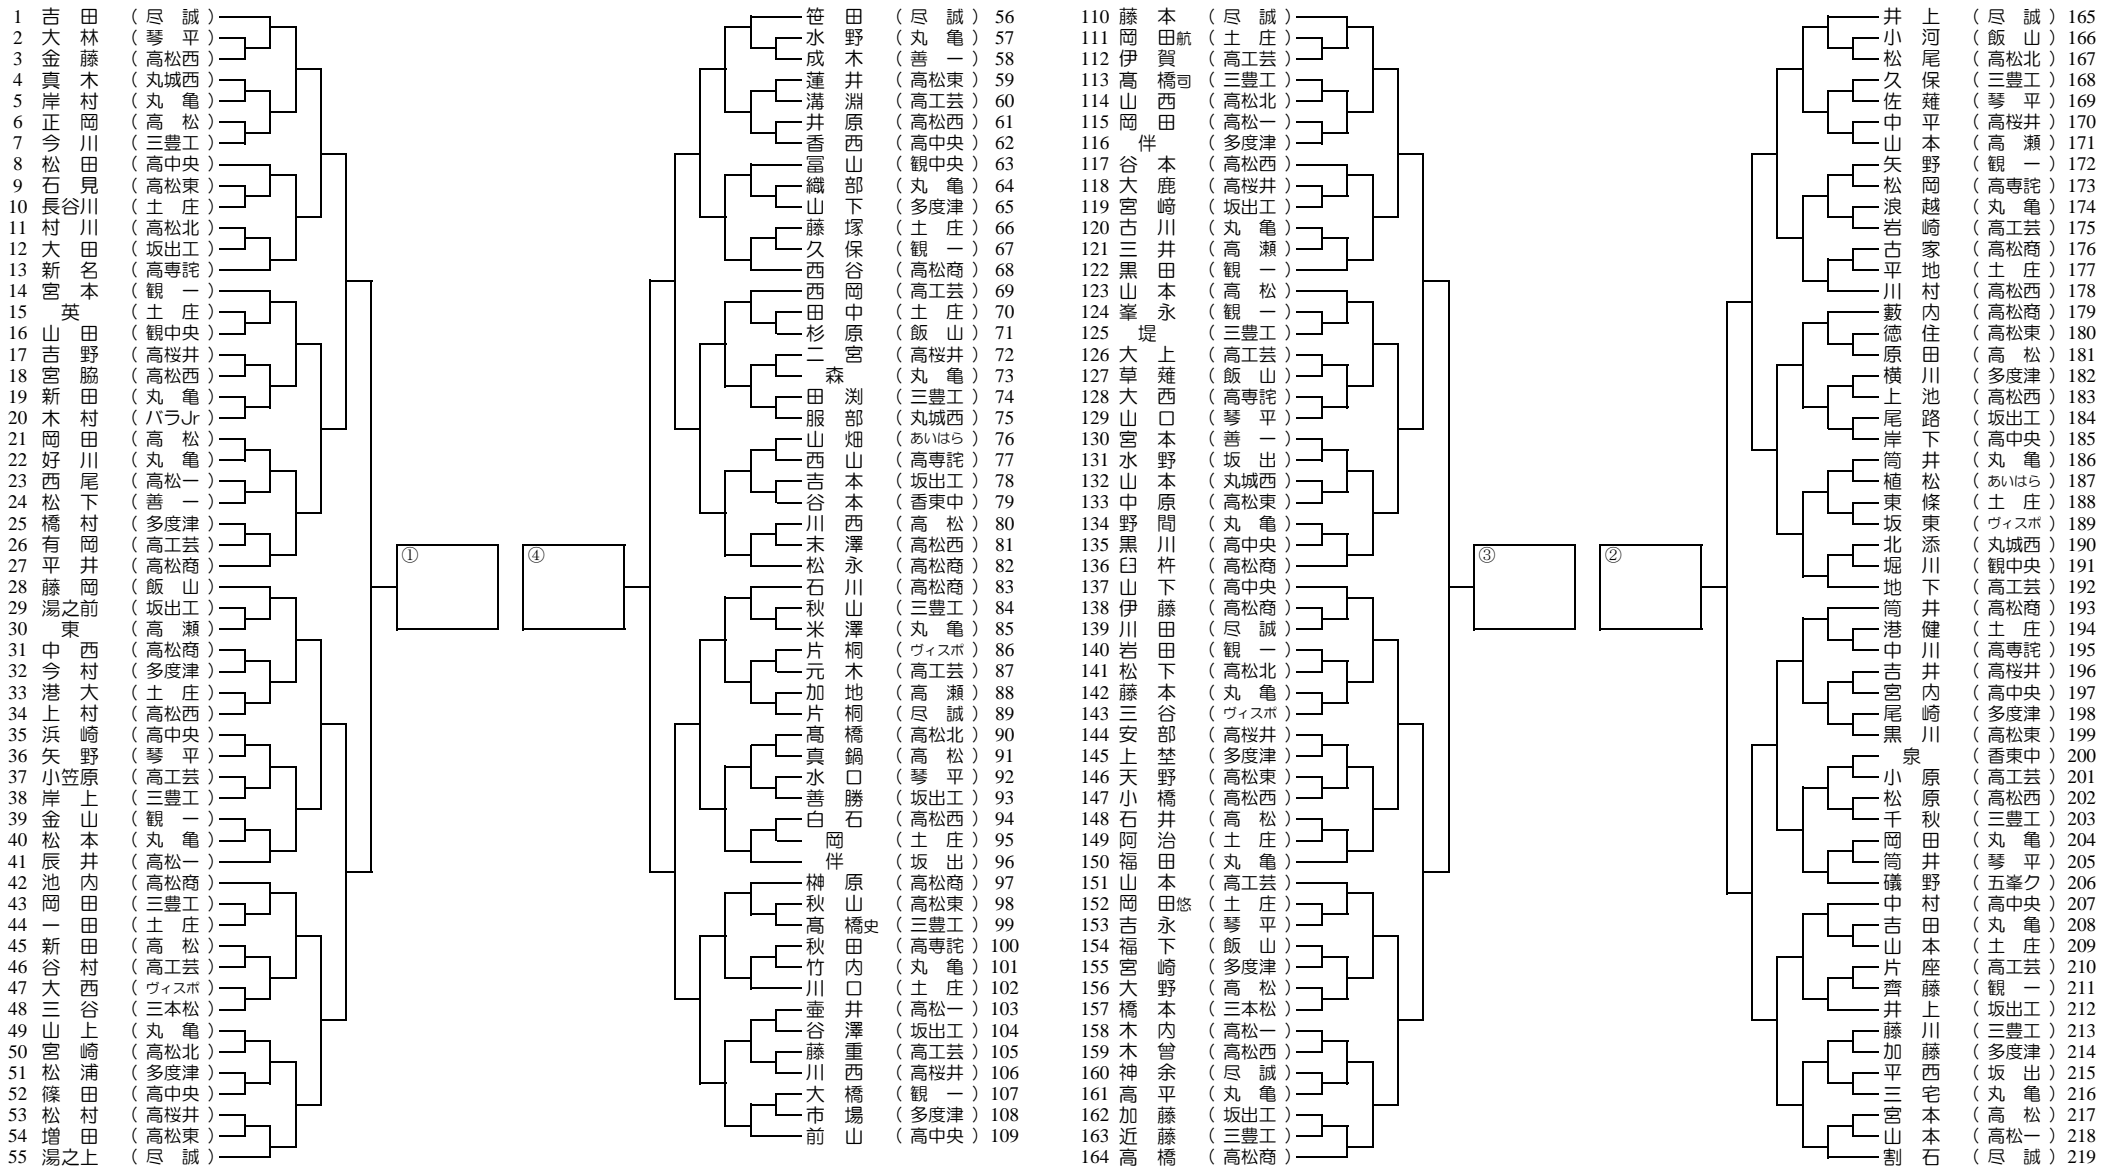 1 吉田 (尽誠)
2 大林 (琴平)
3 金藤 (高松西)
4 真木 (丸城西)
5 岸村 (丸亀)
6 正岡 (高松)
7 今川 (三豊工)
8 松田 (高中央)
9 石見 (高松東)
10 長谷川 (土庄)
11 村川 (高松北)
12 大田 (坂出工)
13 新名 (高専詫)
14 宮本 (観一)
15 英 (土庄)
16 山田 (観中央)
17 吉野 (高桜井)
18 宮脇 (高松西)
19 新田 (丸亀)
20 木村 (バラJr)
21 岡田 (高松)
22 好川 (丸亀)
23 西尾 (高松一)
24 松下 (善一)
25 橋村 (多度津)
26 有岡 (高工芸)
27 平井 (高松商)
28 藤岡 (飯山)
29 湯之前 (坂出工)
30 東 (高瀬)
31 中西 (高松商)
32 今村 (多度津)
33 港大 (土庄)
34 上村 (高松西)
35 浜崎 (高中央)
36 矢野 (琴平)
37 小笠原 (高工芸)
38 岸上 (三豊工)
39 金山 (観一)
40 松本 (丸亀)
41 辰井 (高松一)
42 池内 (高松商)
43 岡田 (三豊工)
44 一田 (土庄)
45 新田 (高松)
46 谷村 (高工芸)
47 大西 (ヴィスポ)
48 三谷 (三本松)
49 山上 (丸亀)
50 宮崎 (高松北)
51 松浦 (多度津)
52 篠田 (高中央)
53 松村 (高桜井)
54 増田 (高松東)
55 湯之上 (尽誠)
①
④
笹田 (尽誠) 56
水野 (丸亀) 57
成木 (善一) 58
蓮井 (高松東) 59
溝淵 (高工芸) 60
井原 (高松西) 61
香西 (高中央) 62
冨山 (観中央) 63
織部 (丸亀) 64
山下 (多度津) 65
藤塚 (土庄) 66
久保 (観一) 67
西谷 (高松商) 68
西岡 (高工芸) 69
田中 (土庄) 70
杉原 (飯山) 71
二宮 (高桜井) 72
森 (丸亀) 73
田渕 (三豊工) 74
服部 (丸城西) 75
山畑 (あいはら) 76
西山 (高専詫) 77
吉本 (坂出工) 78
谷本 (香東中) 79
川西 (高松) 80
末澤 (高松西) 81
松永 (高松商) 82
石川 (高松商) 83
秋山 (三豊工) 84
米澤 (丸亀) 85
片桐 (ヴィスポ) 86
元木 (高工芸) 87
加地 (高瀬) 88
片桐 (尽誠) 89
髙橋 (高松北) 90
真鍋 (高松) 91
水口 (琴平) 92
善勝 (坂出工) 93
白石 (高松西) 94
岡 (土庄) 95
伴 (坂出) 96
榊原 (高松商) 97
秋山 (高松東) 98
髙橋史 (三豊工) 99
秋田 (高専詫) 100
竹内 (丸亀) 101
川口 (土庄) 102
壷井 (高松一) 103
谷澤 (坂出工) 104
藤重 (高工芸) 105
川西 (高桜井) 106
大橋 (観一) 107
市場 (多度津) 108
前山 (高中央) 109
110 藤本 (尽誠)
111 岡田航 (土庄)
112 伊賀 (高工芸)
113 髙橋司 (三豊工)
114 山西 (高松北)
115 岡田 (高松一)
116 伴 (多度津)
117 谷本 (高松西)
118 大鹿 (高桜井)
119 宮﨑 (坂出工)
120 古川 (丸亀)
121 三井 (高瀬)
122 黒田 (観一)
123 山本 (高松)
124 峯永 (観一)
125 堤 (三豊工)
126 大上 (高工芸)
127 草薙 (飯山)
128 大西 (高専詫)
129 山口 (琴平)
130 宮本 (善一)
131 水野 (坂出)
132 山本 (丸城西)
133 中原 (高松東)
134 野間 (丸亀)
135 黒川 (高中央)
136 臼杵 (高松商)
137 山下 (高中央)
138 伊藤 (高松商)
139 川田 (尽誠)
140 岩田 (観一)
141 松下 (高松北)
142 藤本 (丸亀)
143 三谷 (ヴィスポ)
144 安部 (高桜井)
145 上埜 (多度津)
146 天野 (高松東)
147 小橋 (高松西)
148 石井 (高松)
149 阿治 (土庄)
150 福田 (丸亀)
151 山本 (高工芸)
152 岡田悠 (土庄)
153 吉永 (琴平)
154 福下 (飯山)
155 宮崎 (多度津)
156 大野 (高松)
157 橋本 (三本松)
158 木内 (高松一)
159 木曾 (高松西)
160 神余 (尽誠)
161 高平 (丸亀)
162 加藤 (坂出工)
163 近藤 (三豊工)
164 高橋 (高松商)
③
②
井上 (尽誠) 165
小河 (飯山) 166
松尾 (高松北) 167
久保 (三豊工) 168
佐薙 (琴平) 169
中平 (高桜井) 170
山本 (高瀬) 171
矢野 (観一) 172
松岡 (高専詫) 173
浪越 (丸亀) 174
岩崎 (高工芸) 175
古家 (高松商) 176
平地 (土庄) 177
川村 (高松西) 178
藪内 (高松商) 179
徳住 (高松東) 180
原田 (高松) 181
横川 (多度津) 182
上池 (高松西) 183
尾路 (坂出工) 184
岸下 (高中央) 185
筒井 (丸亀) 186
植松 (あいはら) 187
東條 (土庄) 188
坂東 (ヴィスポ) 189
北添 (丸城西) 190
堀川 (観中央) 191
地下 (高工芸) 192
筒井 (高松商) 193
港健 (土庄) 194
中川 (高専詫) 195
吉井 (高桜井) 196
宮内 (高中央) 197
尾崎 (多度津) 198
黒川 (高松東) 199
泉 (香東中) 200
小原 (高工芸) 201
松原 (高松西) 202
千秋 (三豊工) 203
岡田 (丸亀) 204
筒井 (琴平) 205
礒野 (五峯ク) 206
中村 (高中央) 207
吉田 (丸亀) 208
山本 (土庄) 209
片座 (高工芸) 210
齊藤 (観一) 211
井上 (坂出工) 212
藤川 (三豊工) 213
加藤 (多度津) 214
平西 (坂出) 215
三宅 (丸亀) 216
宮本 (高松) 217
山本 (高松一) 218
割石 (尽誠) 219